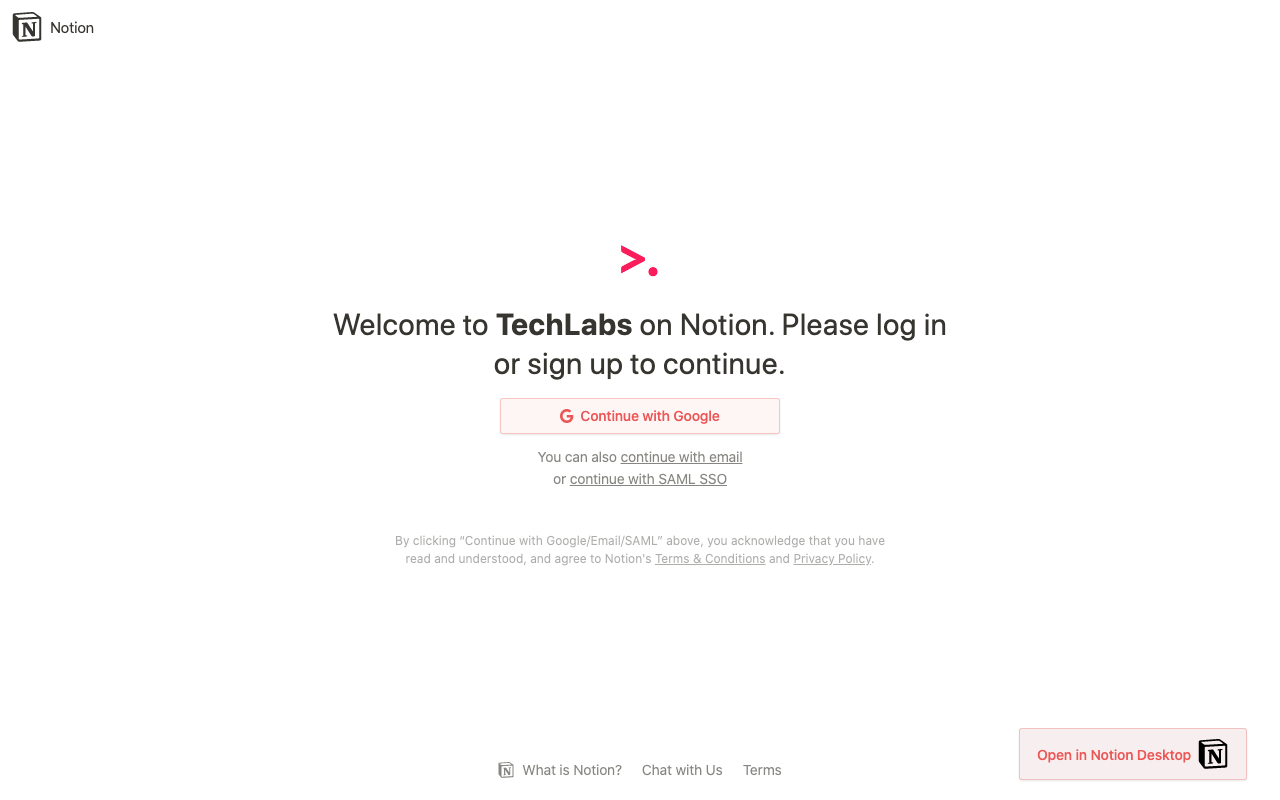 Notion
>.
Welcome to TechLabs on Notion. Please log in
or sign up to continue.
Continue with Google
You can also continue with email
or continue with SAML SSO
By clicking “Continue with Google/Email/SAML” above, you acknowledge that you have
read and understood, and agree to Notion's Terms & Conditions and Privacy Policy.
Open in Notion Desktop
What is Notion? Chat with Us Terms